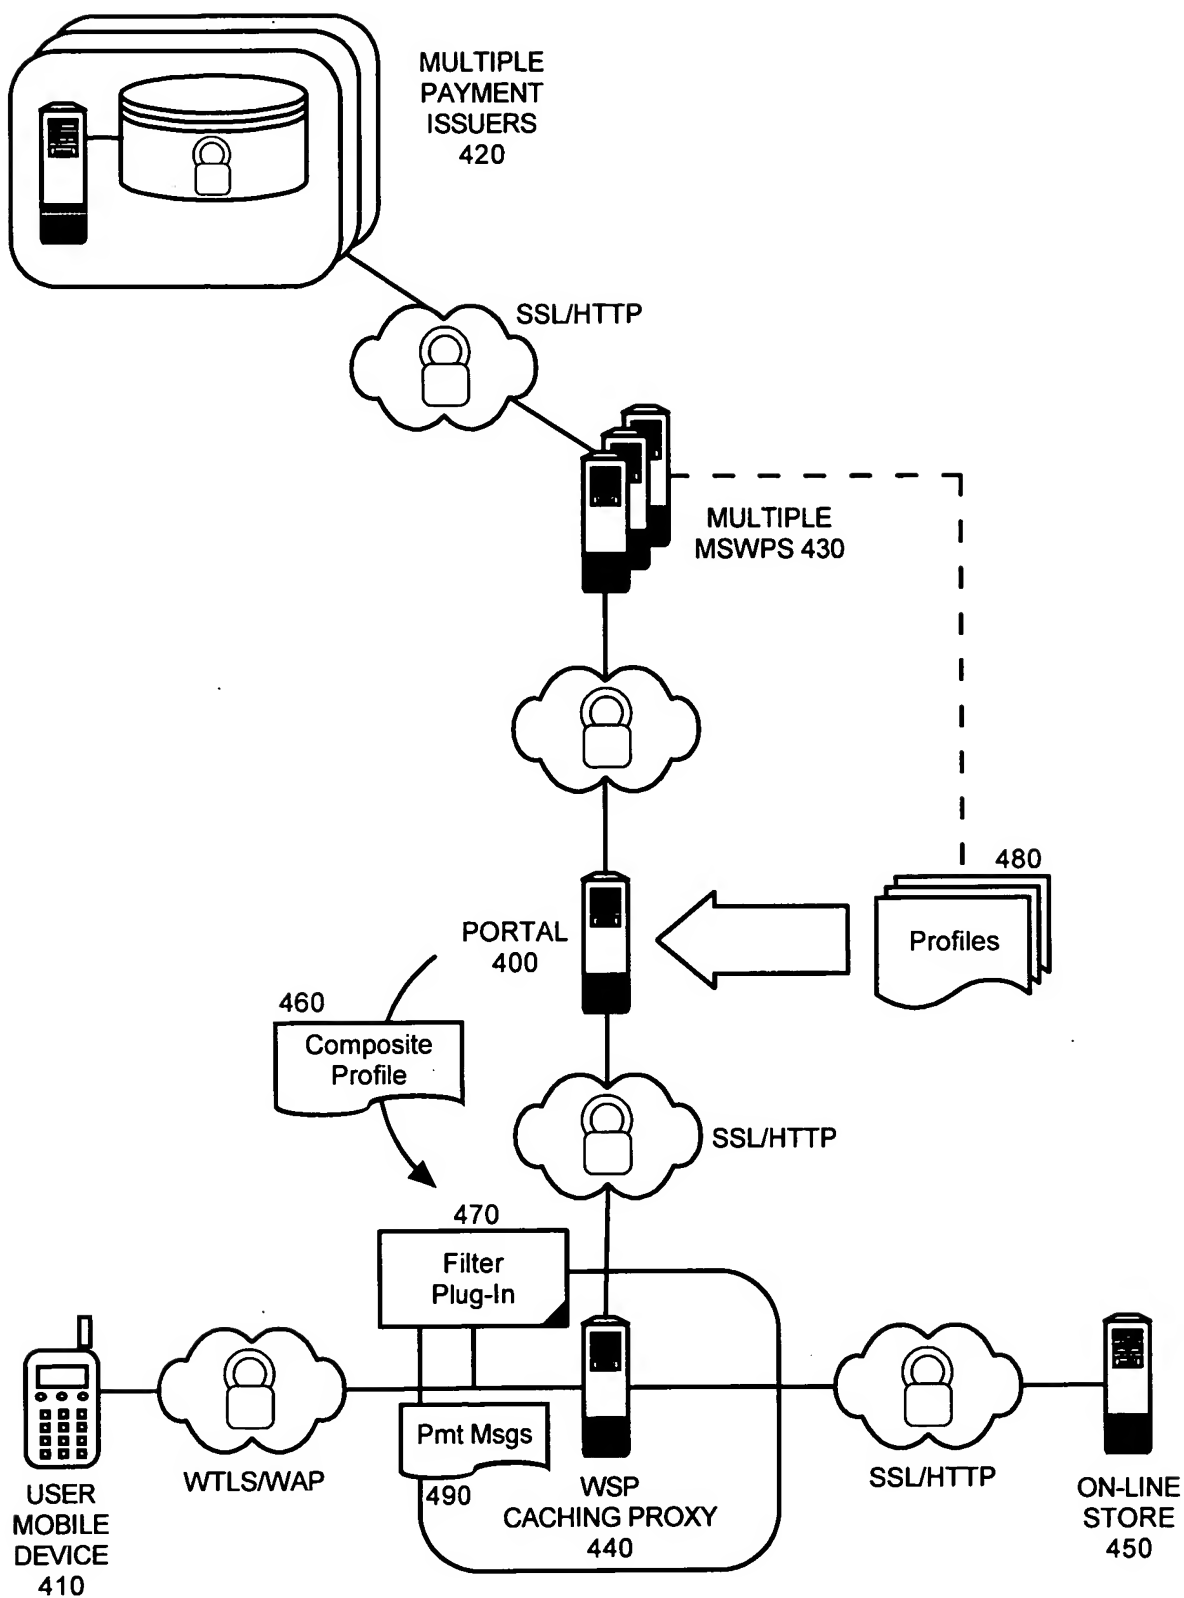 MULTIPLE
PAYMENT
ISSUERS
420
SSL/HTTP
MULTIPLE
MSWPS 430
480
Profiles
PORTAL
400
460
Composite
Profile
SSL/HTTP
470
Filter
Plug-In
Pmt Msgs
490
WTLS/WAP
USER
MOBILE
DEVICE
410
WSP
CACHING PROXY
440
SSL/HTTP
ON-LINE
STORE
450